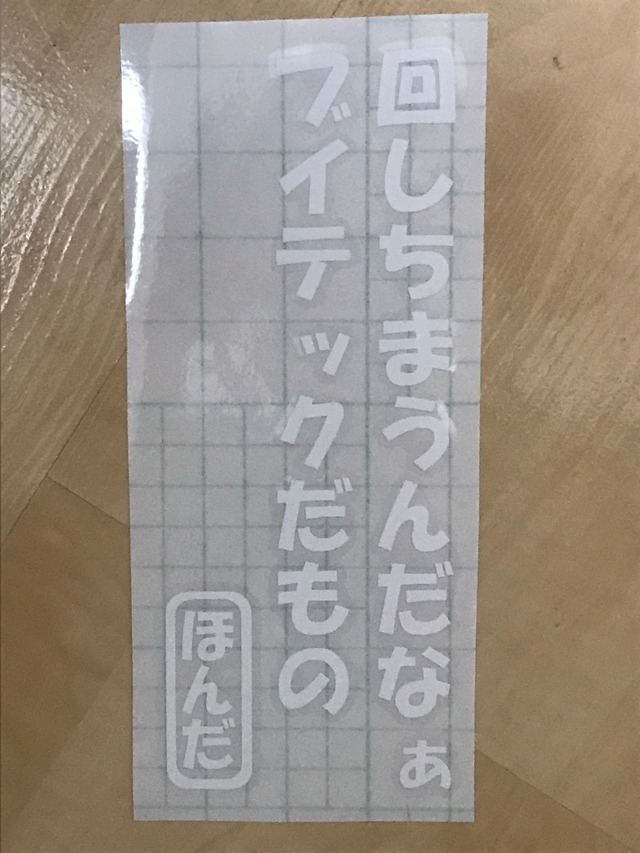 回しちまうんだなぁ
ブイテックだもの
ほんだ